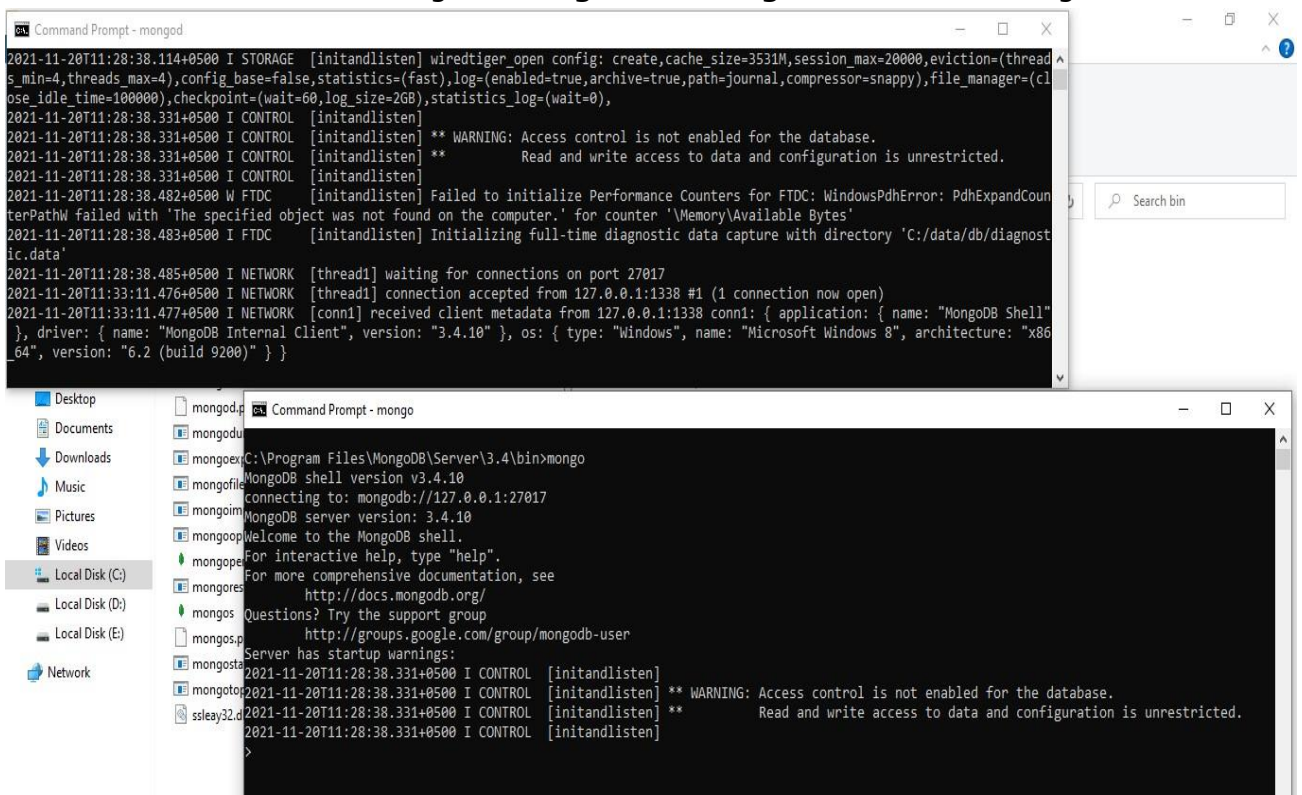 Command Prompt - mongod
2021-11-20T11:28:38.114+0500 I STORAGE  [initandlisten] wiredtiger_open config: create,cache_size=3531M,session_max=20000,eviction=(thread
s_min=4,threads_max=4),config_base=false,statistics=(fast),log=(enabled=true,archive=true,path=journal,compressor=snappy),file_manager=(cl
ose_idle_time=100000),checkpoint=(wait=60,log_size=2GB),statistics_log=(wait=0),
2021-11-20T11:28:38.331+0500 I CONTROL  [initandlisten]
2021-11-20T11:28:38.331+0500 I CONTROL  [initandlisten] ** WARNING: Access control is not enabled for the database.
2021-11-20T11:28:38.331+0500 I CONTROL  [initandlisten] **          Read and write access to data and configuration is unrestricted.
2021-11-20T11:28:38.331+0500 I CONTROL  [initandlisten]
2021-11-20T11:28:38.482+0500 W FTDC     [initandlisten] Failed to initialize Performance Counters for FTDC: WindowsPdhError: PdhExpandCoun
terPathW failed with 'The specified object was not found on the computer.' for counter '\Memory\Available Bytes'
2021-11-20T11:28:38.483+0500 I FTDC     [initandlisten] Initializing full-time diagnostic data capture with directory 'C:/data/db/diagnost
ic.data'
2021-11-20T11:28:38.485+0500 I NETWORK  [thread1] waiting for connections on port 27017
2021-11-20T11:33:11.476+0500 I NETWORK  [thread1] connection accepted from 127.0.0.1:1338 #1 (1 connection now open)
2021-11-20T11:33:11.477+0500 I NETWORK  [conn1] received client metadata from 127.0.0.1:1338 conn1: { application: { name: "MongoDB Shell"
 }, driver: { name: "MongoDB Internal Client", version: "3.4.10" }, os: { type: "Windows", name: "Microsoft Windows 8", architecture: "x86
_64", version: "6.2 (build 9200)" } }
Search bin
Desktop
Documents
Downloads
Music
Pictures
Videos
Local Disk (C:)
Local Disk (D:)
Local Disk (E:)
Network
mongod.p
mongodu
mongoexp
mongofile
mongoim
mongoop
mongoper
mongores
mongos
mongos.p
mongosta
mongotop
ssleay32.d
Command Prompt - mongo
C:\Program Files\MongoDB\Server\3.4\bin>mongo
MongoDB shell version v3.4.10
connecting to: mongodb://127.0.0.1:27017
MongoDB server version: 3.4.10
Welcome to the MongoDB shell.
For interactive help, type "help".
For more comprehensive documentation, see
        http://docs.mongodb.org/
Questions? Try the support group
        http://groups.google.com/group/mongodb-user
Server has startup warnings:
2021-11-20T11:28:38.331+0500 I CONTROL  [initandlisten]
2021-11-20T11:28:38.331+0500 I CONTROL  [initandlisten] ** WARNING: Access control is not enabled for the database.
2021-11-20T11:28:38.331+0500 I CONTROL  [initandlisten] **          Read and write access to data and configuration is unrestricted.
2021-11-20T11:28:38.331+0500 I CONTROL  [initandlisten]
>